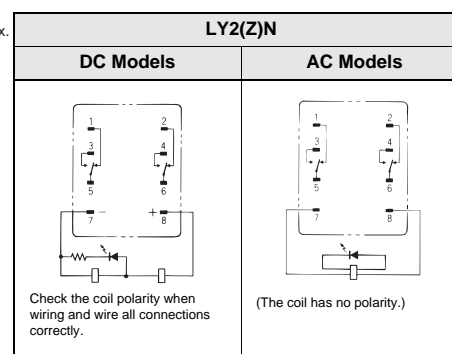 x.
LY2(Z)N
DC Models
AC Models
1 2
3 4
5 6
7 − + 8
Check the coil polarity when
wiring and wire all connections
correctly.
1 2
3 4
5 6
7 8
(The coil has no polarity.)